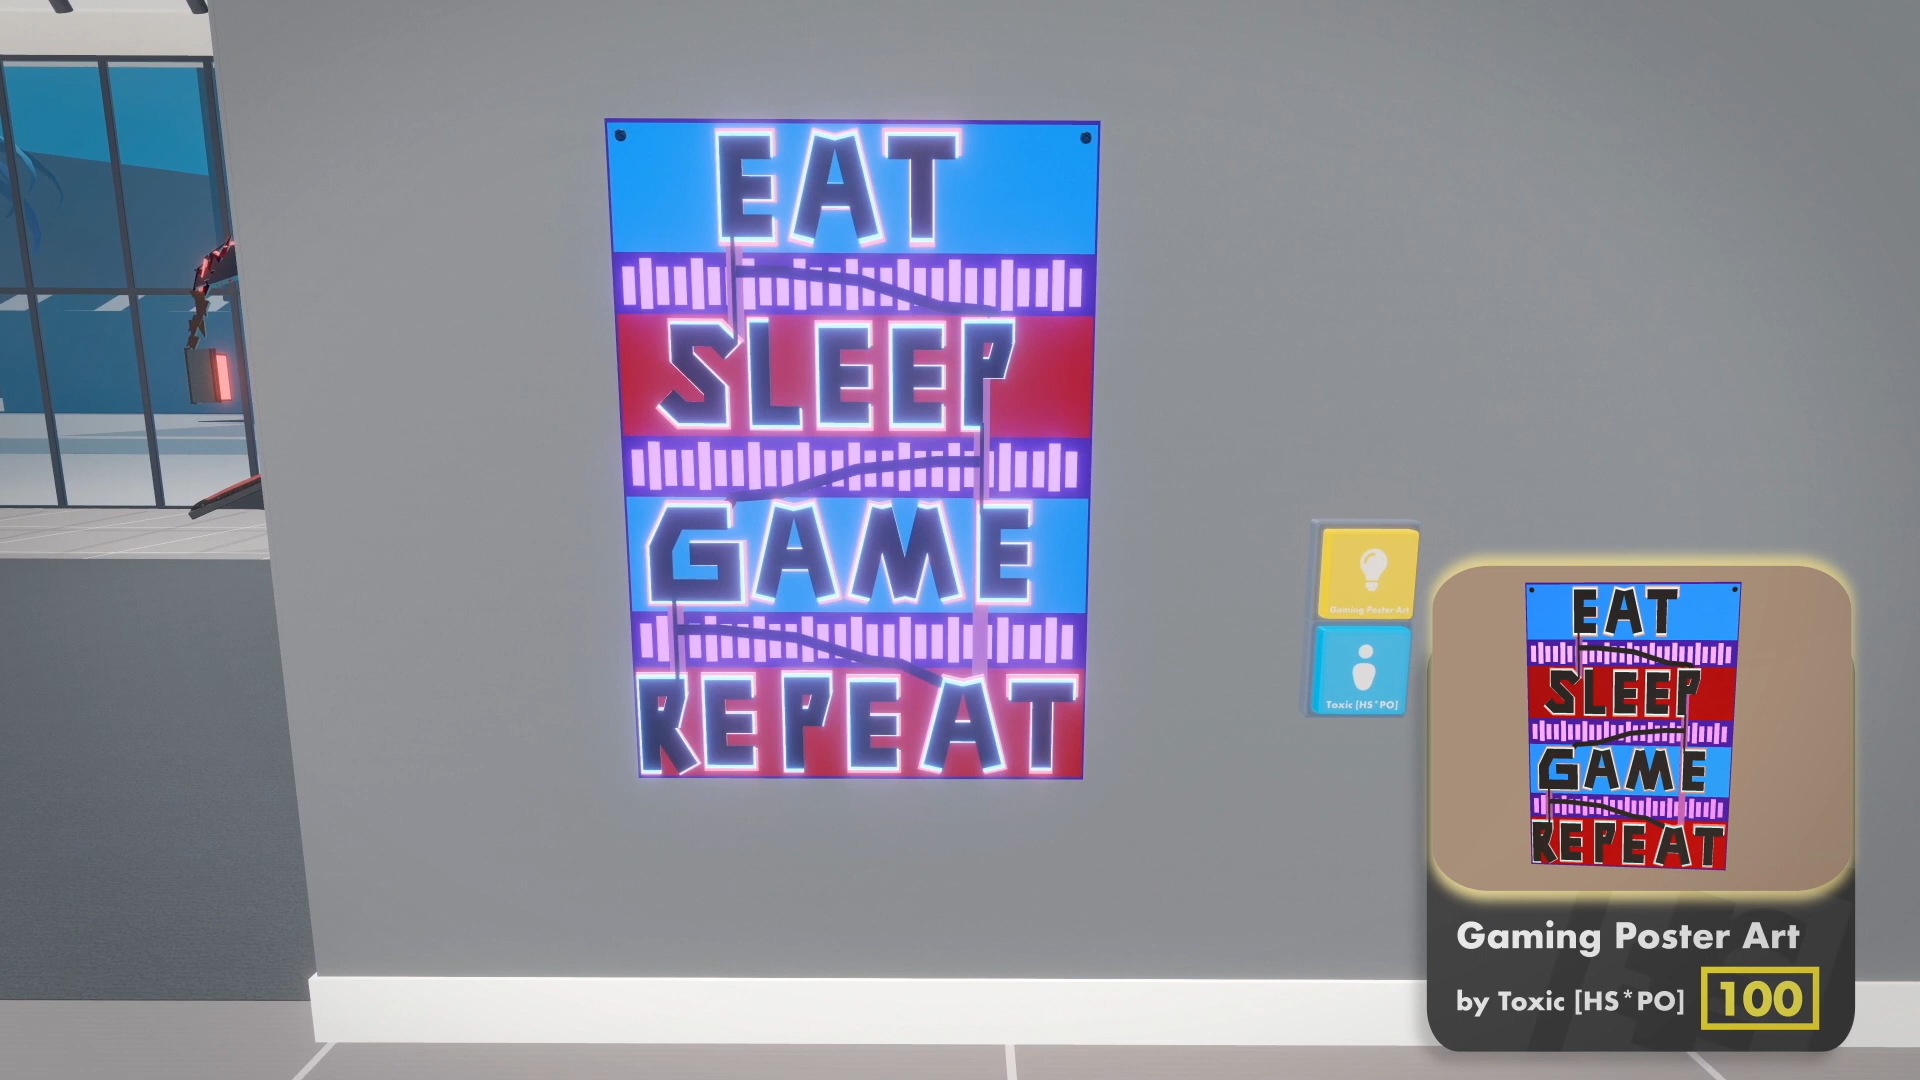 EAT
SLEEP
GAME
REPEAT
Gaming Poster Art
Toxic [HS*PO]
EAT
SLEEP
GAME
REPEAT
Gaming Poster Art
by Toxic [HS*PO] 100